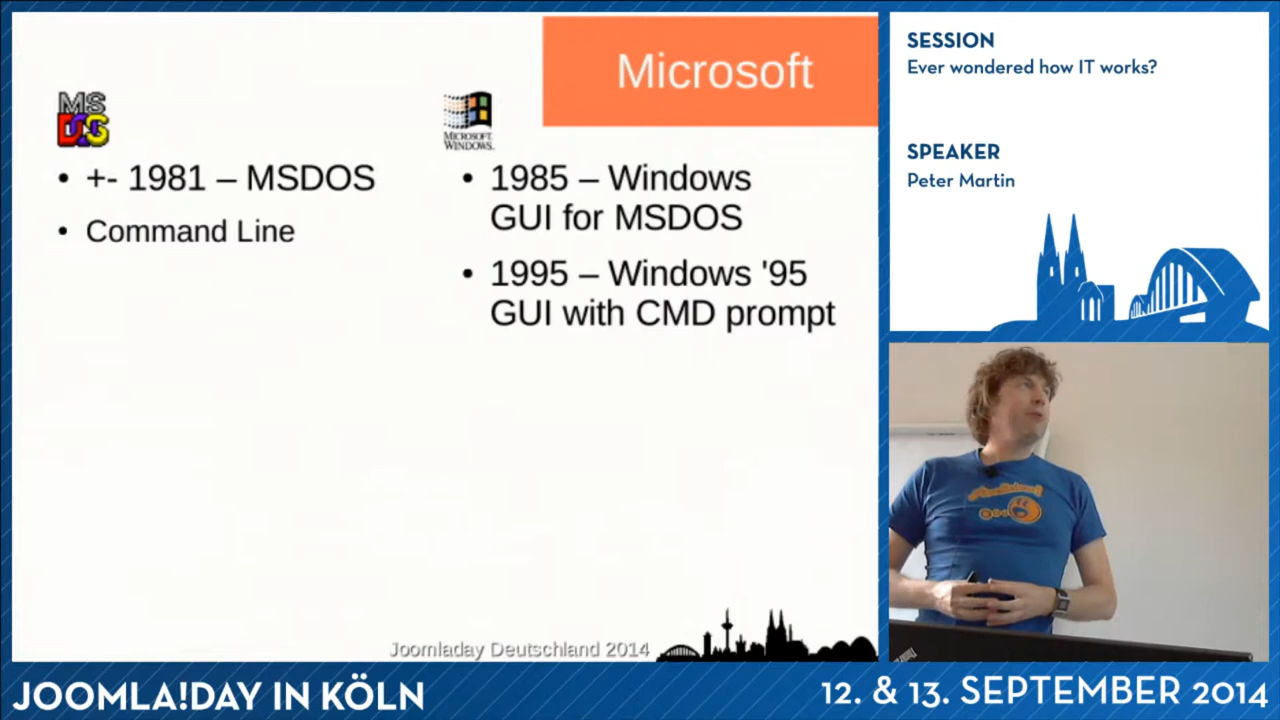 Microsoft
MS
DOS
MICROSOFT.
WINDOWS.
• +- 1981 – MSDOS
• Command Line
• 1985 – Windows
GUI for MSDOS
• 1995 – Windows '95
GUI with CMD prompt
Joomladay Deutschland 2014
SESSION
Ever wondered how IT works?
SPEAKER
Peter Martin
JOOMLA!DAY IN KÖLN
12. & 13. SEPTEMBER 2014